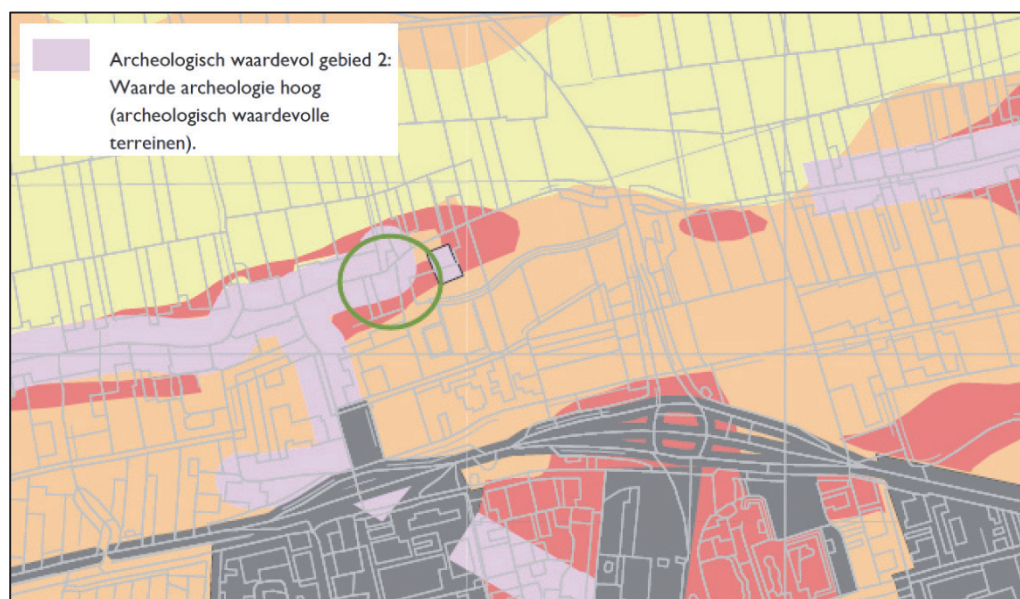 Archeologisch waardevol gebied 2:
Waarde archeologie hoog
(archeologisch waardevolle
terreinen).